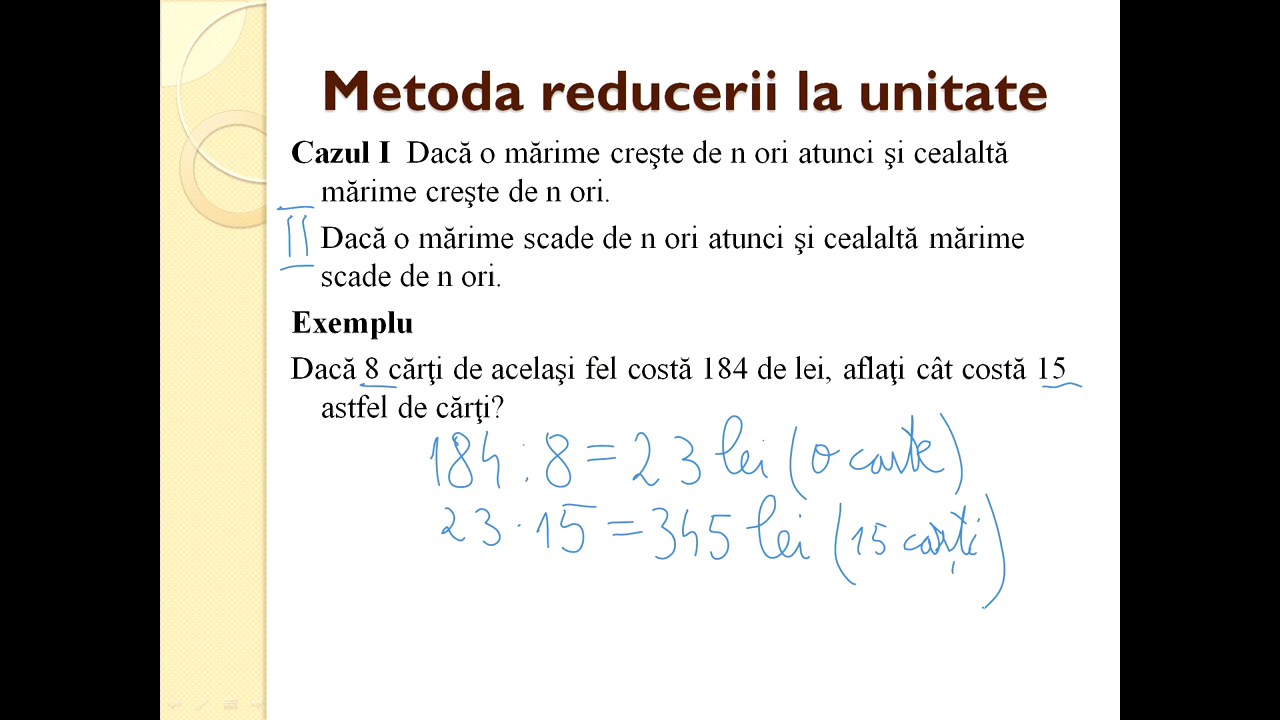 Metoda reducerii la unitate
Cazul I Dacă o mărime creşte de n ori atunci şi cealaltă
mărime creşte de n ori.
II Dacă o mărime scade de n ori atunci şi cealaltă mărime
scade de n ori.
Exemplu
Dacă 8 cărţi de acelaşi fel costă 184 de lei, aflaţi cât costă 15
astfel de cărţi?
184 : 8 = 23 lei (o carte)
23 · 15 = 345 lei (15 cărți)